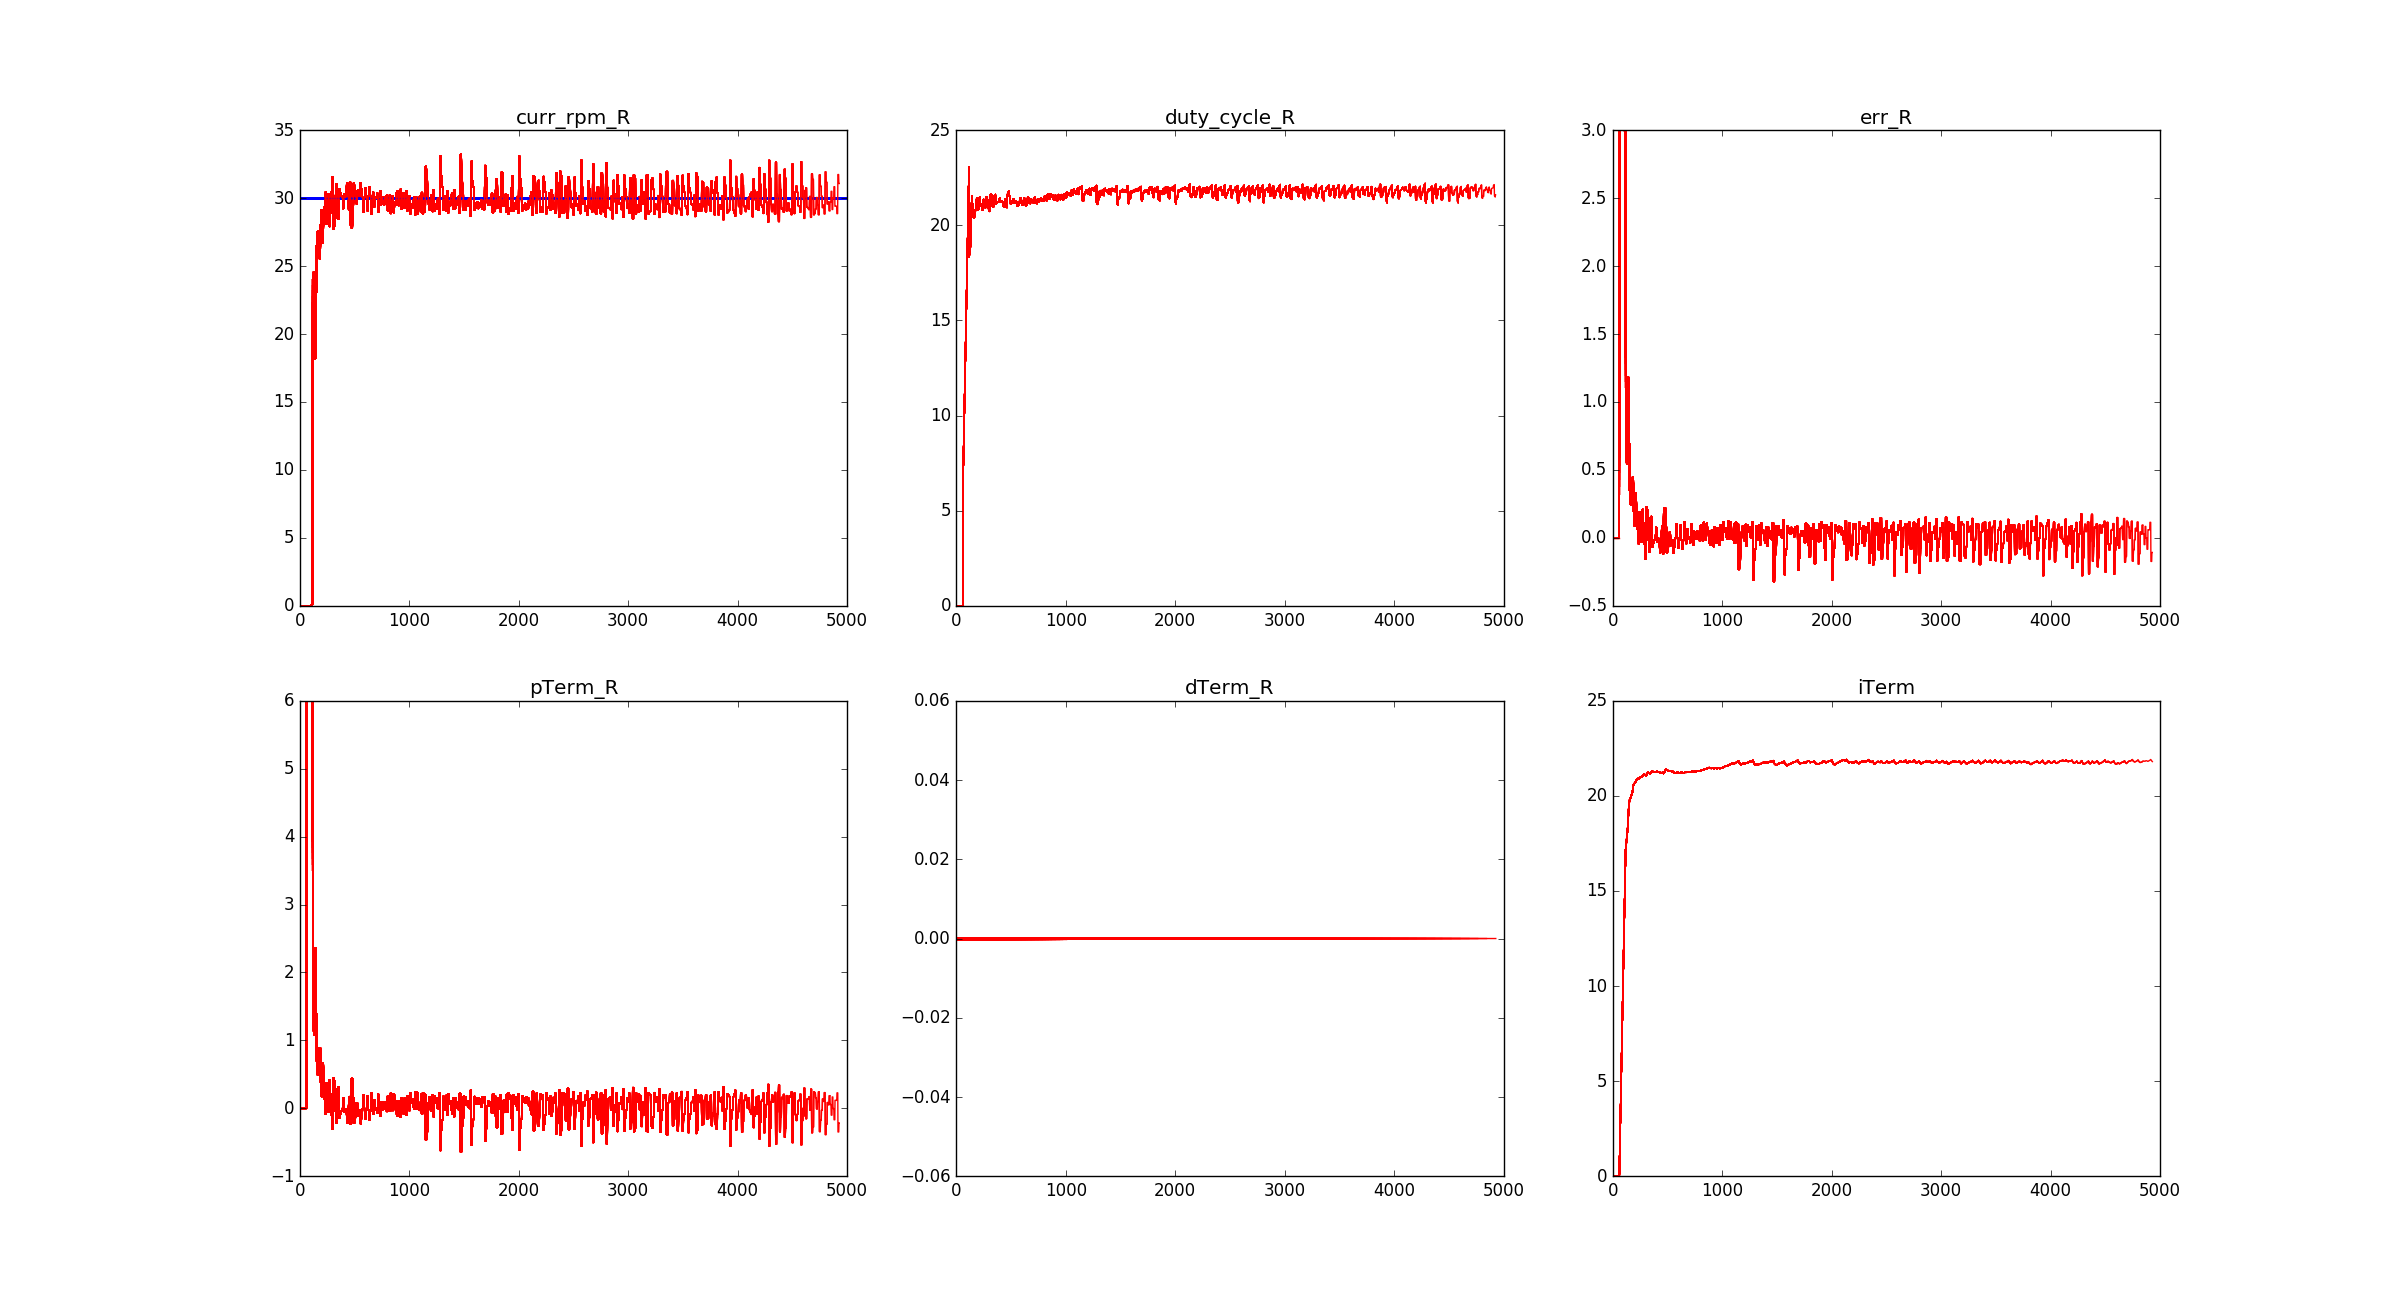 curr_rpm_R duty_cycle_R err_R
35 25 3.0
30 20 2.5
25 15 2.0
20 10 1.5
15 5 1.0
10 0 0.5
5 0.0
0 −0.5
0 1000 2000 3000 4000 5000 0 1000 2000 3000 4000 5000 0 1000 2000 3000 4000 5000
pTerm_R dTerm_R iTerm
6 0.06 25
5 0.04 20
4 0.02 15
3 0.00 10
2 −0.02 5
1 −0.04 0
0 −0.06
−1
0 1000 2000 3000 4000 5000 0 1000 2000 3000 4000 5000 0 1000 2000 3000 4000 5000